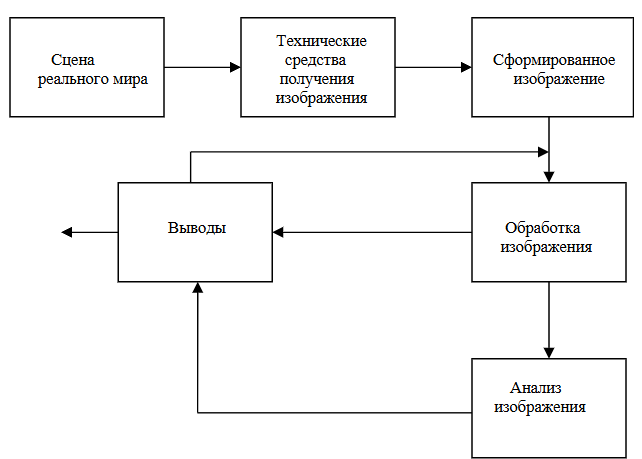 Сцена
реального мира
Технические
средства
получения
изображения
Сформированное
изображение
Выводы
Обработка
изображения
Анализ
изображения